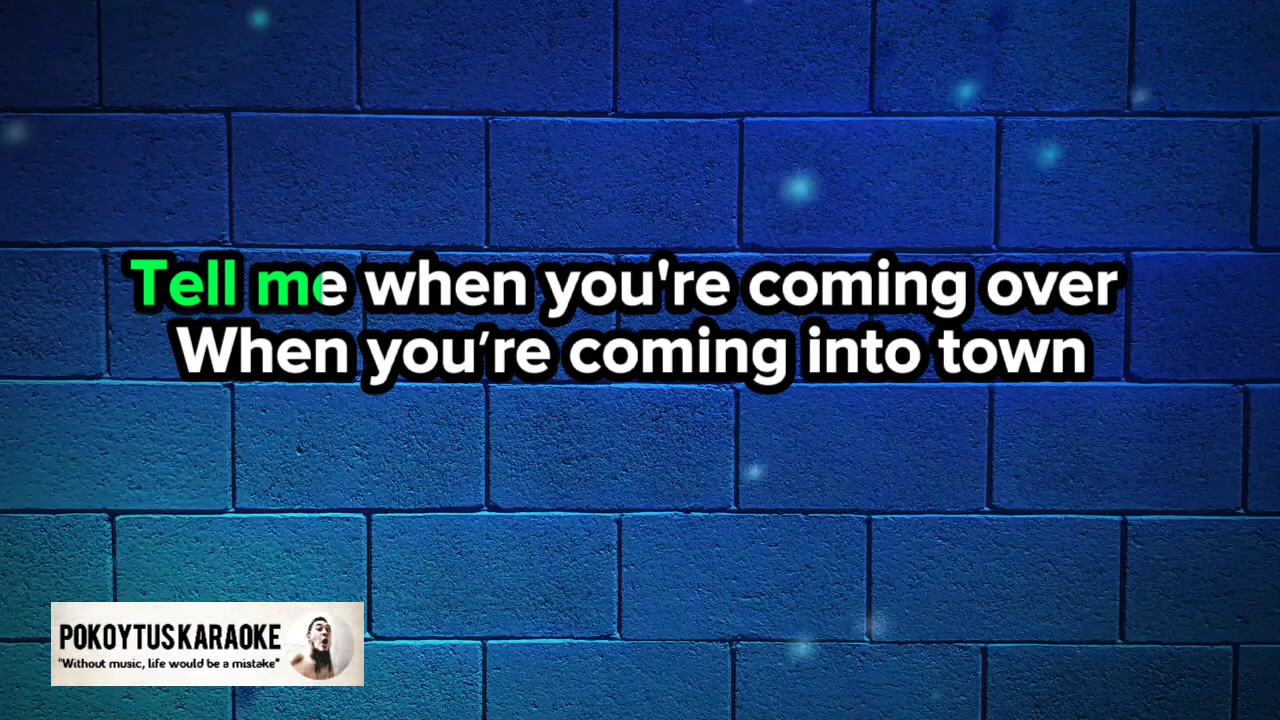 Tell me when you're coming over
When you′re coming into town
POKOYTUS KARAOKE
"Without music, life would be a mistake"